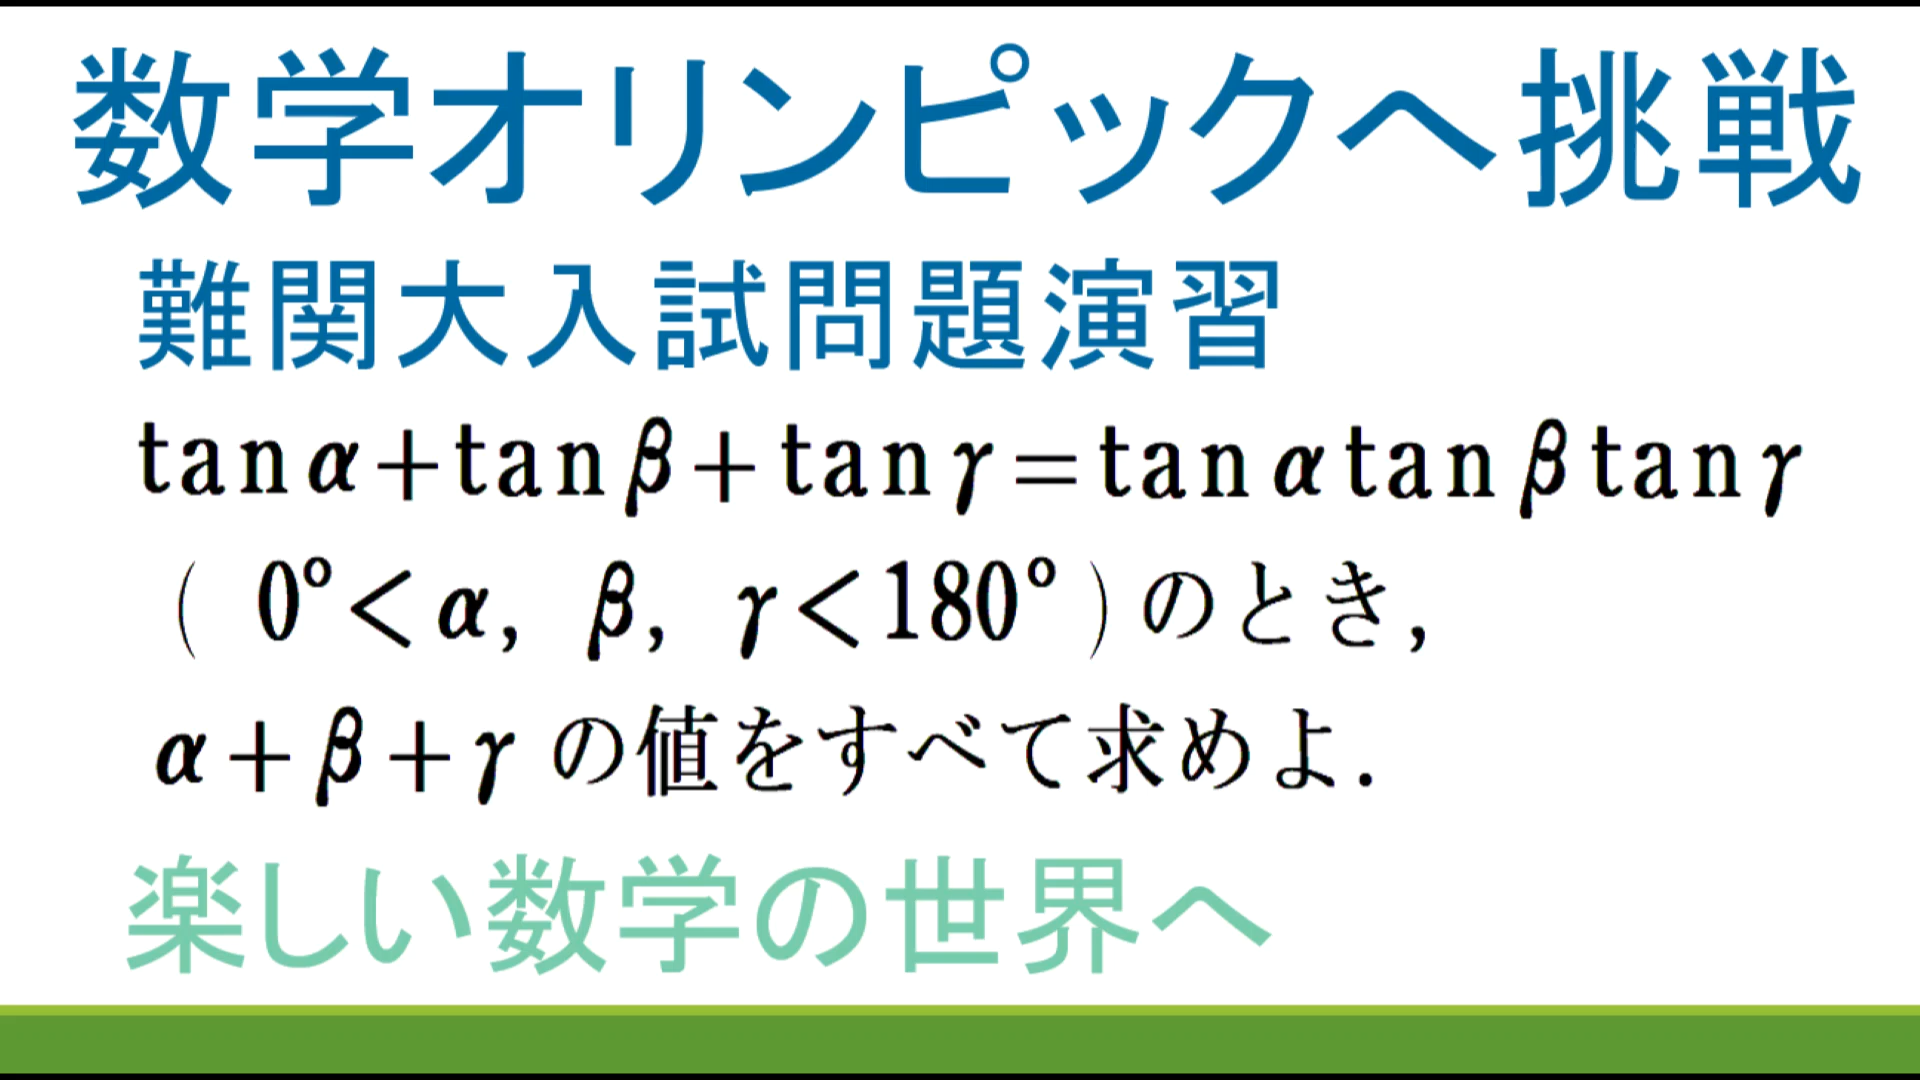 数学オリンピックへ挑戦
難関大入試問題演習
tan α+tan β+tan γ=tan α tan β tan γ
( 0°<α, β, γ<180° )のとき,
α+β+γ の値をすべて求めよ.
楽しい数学の世界へ